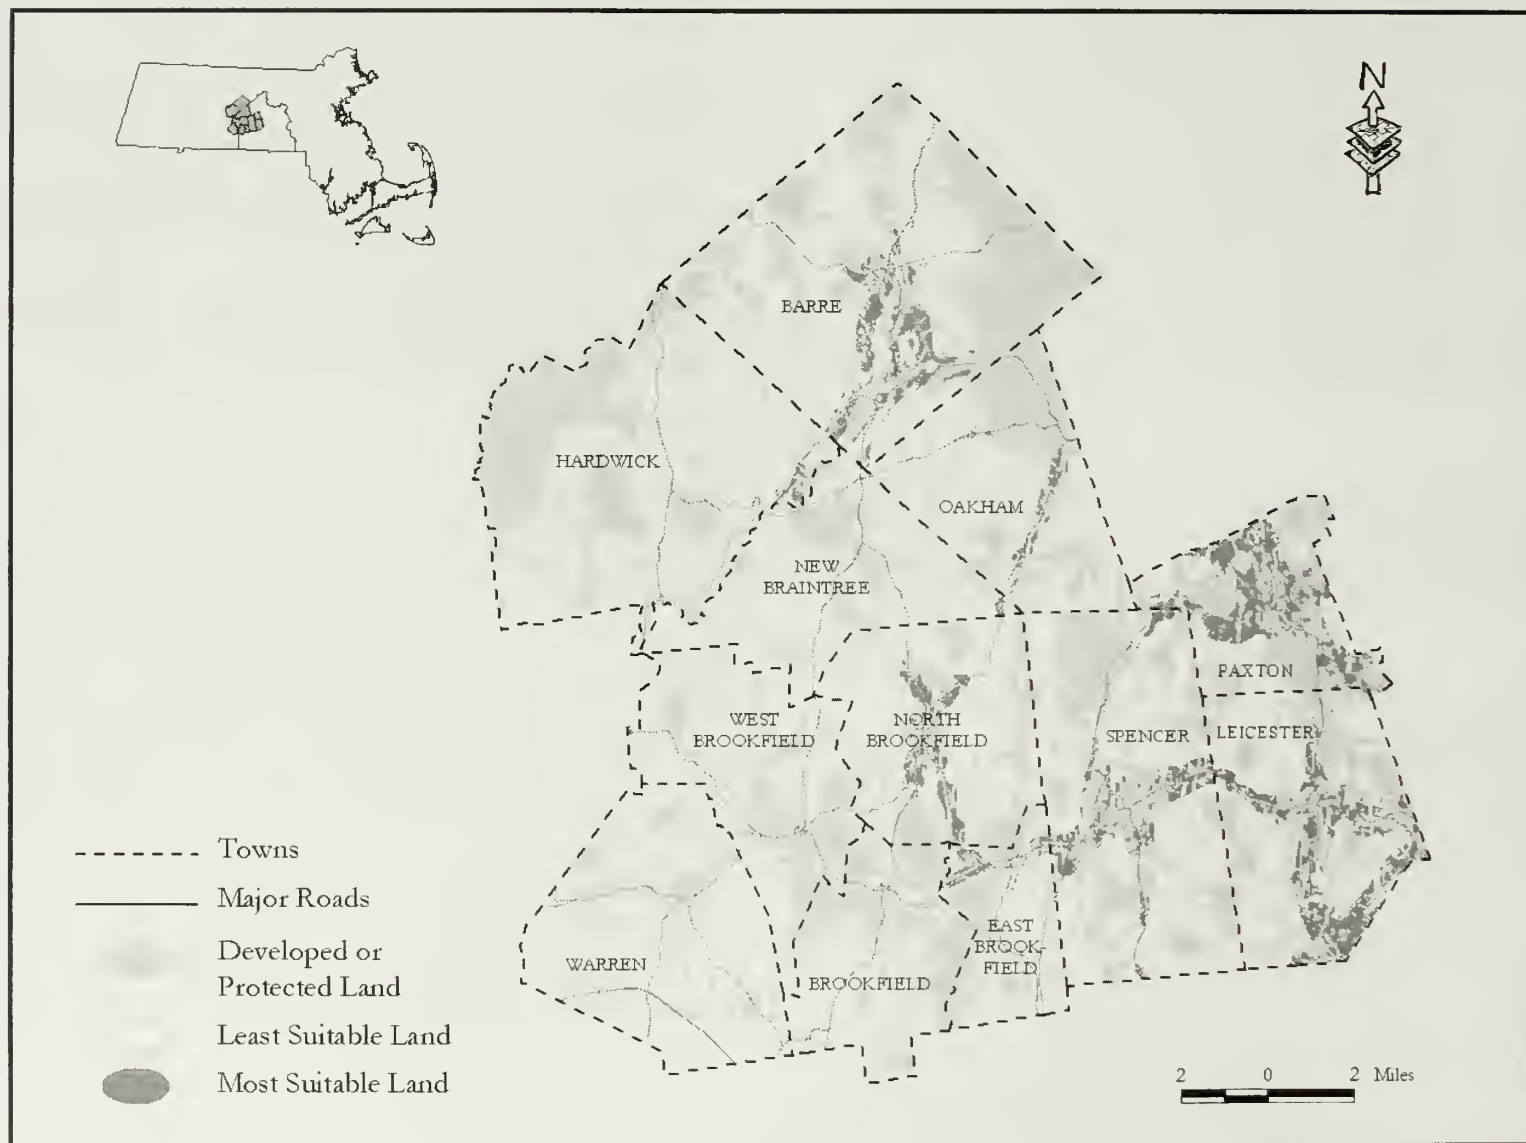 N
BARRE
HARDWICK
OAKHAM
NEW
BRAINTREE
PAXTON
WEST
BROOKFIELD
NORTH
BROOKFIELD
SPENCER
LEICESTER
EAST
BROOK-
FIELD
WARREN
BROOKFIELD
Towns
Major Roads
Developed or
Protected Land
Least Suitable Land
Most Suitable Land
2 0 2 Miles